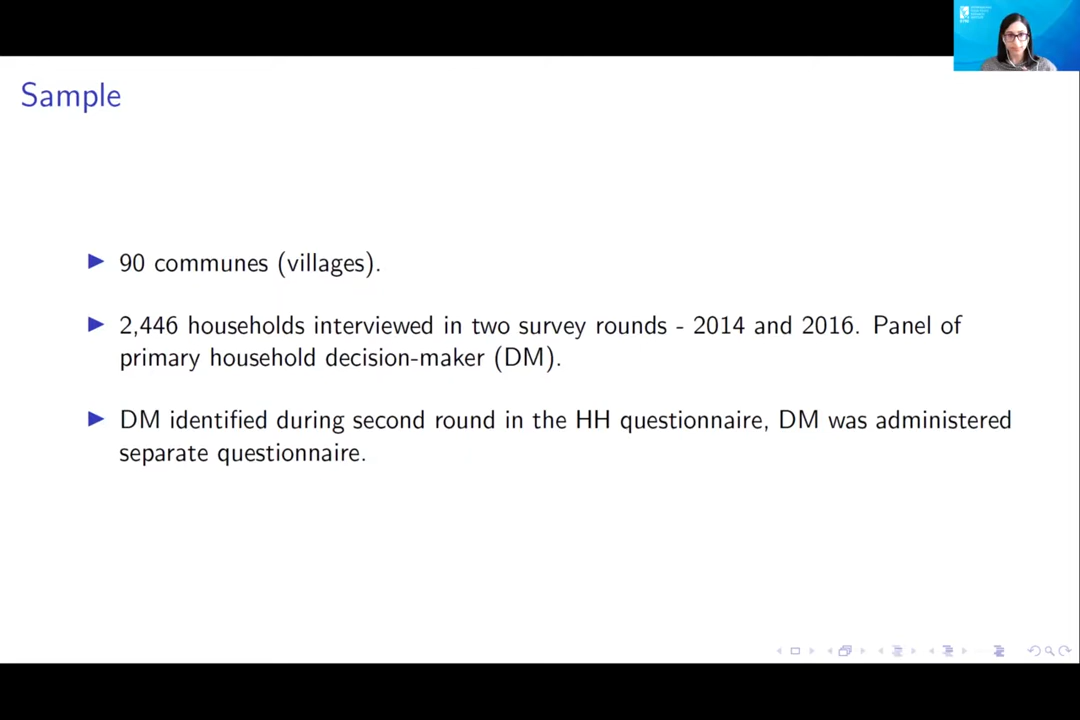 Sample
90 communes (villages).
2,446 households interviewed in two survey rounds - 2014 and 2016. Panel of
primary household decision-maker (DM).
DM identified during second round in the HH questionnaire, DM was administered
separate questionnaire.